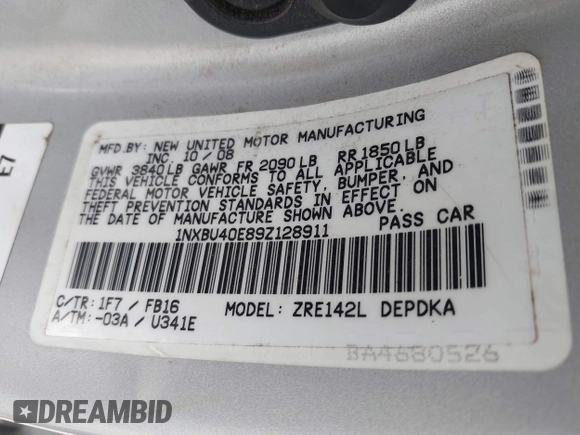 MFD.BY: NEW UNITED MOTOR MANUFACTURING
INC. 10/08
GVWR 3840LB GAWR FR 2090LB RR1850LB
THIS VEHICLE CONFORMS TO ALL APPLICABLE
FEDERAL MOTOR VEHICLE SAFETY, BUMPER, AND
THEFT PREVENTION STANDARDS IN EFFECT ON
THE DATE OF MANUFACTURE SHOWN ABOVE.
1NXBU40E89Z128911 PASS CAR
C/TR: 1F7 / FB16 MODEL: ZRE142L DEPDKA
A/TM: -03A / U341E
BA4680526
E7
DREAMBID